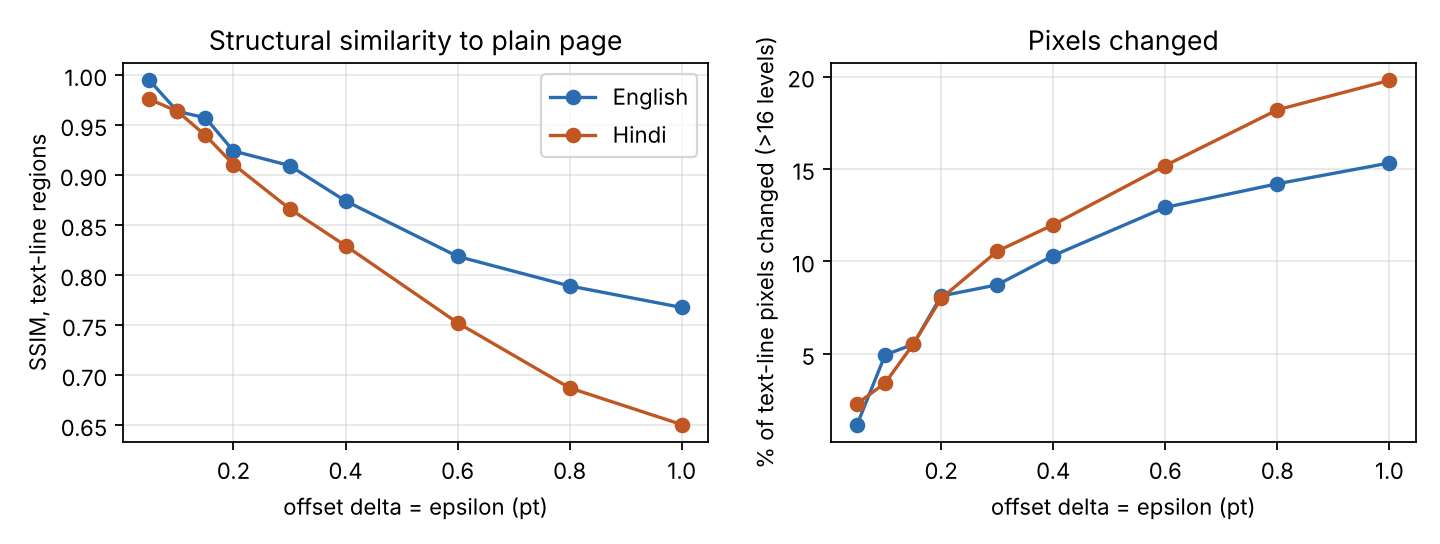 Structural similarity to plain page
SSIM, text-line regions
1.00
0.95
0.90
0.85
0.80
0.75
0.70
0.65
English
Hindi
0.2
0.4
0.6
0.8
1.0
offset delta = epsilon (pt)
Pixels changed
% of text-line pixels changed (>16 levels)
20
15
10
5
0.2
0.4
0.6
0.8
1.0
offset delta = epsilon (pt)